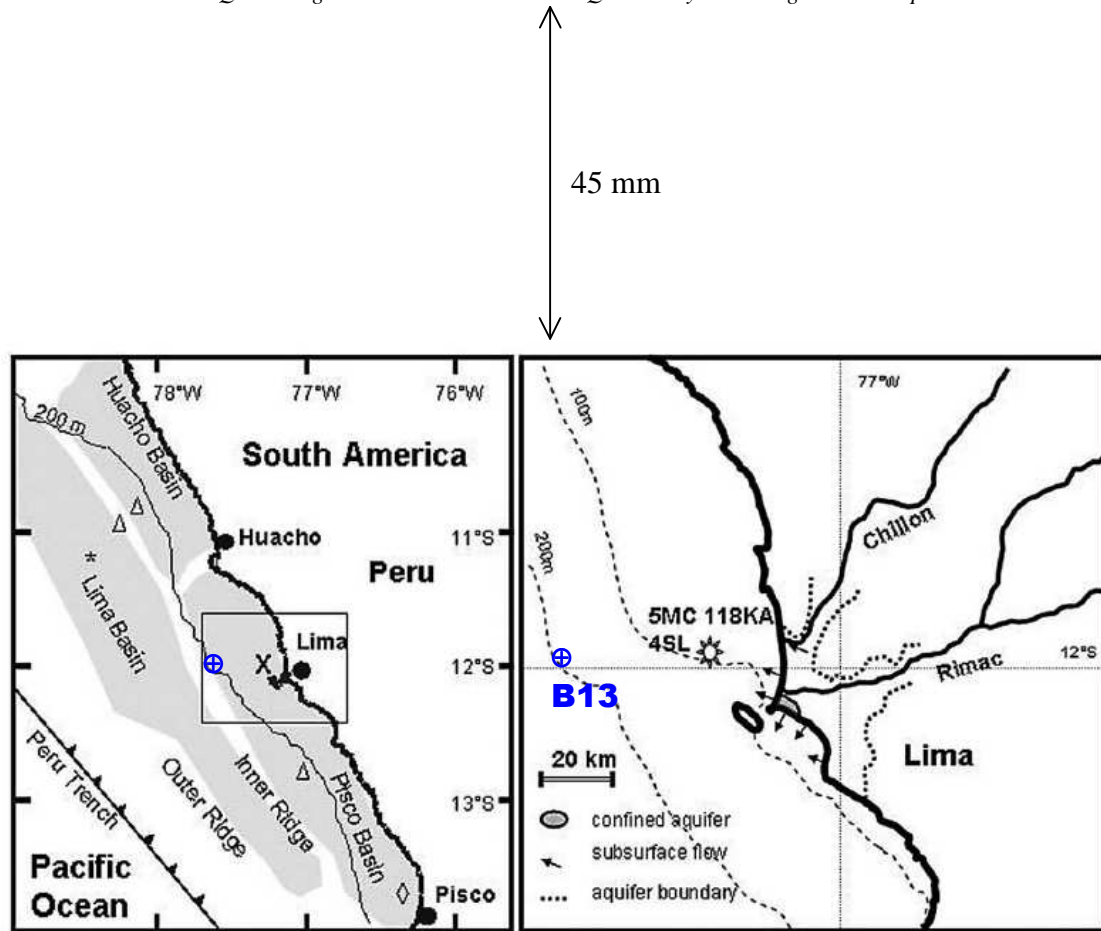 45 mm
78°W 77°W 76°W
200 m
Huacho Basin
South America
Huacho
11°S
Peru
Lima Basin
X
Lima
12°S
Peru Trench
Outer Ridge
Inner Ridge
Pisco Basin
13°S
Pacific
Ocean
Pisco
77°W
100m
200m
Chillon
5MC 118KA
4SL
12°S
Rimac
B13
Lima
20 km
confined aquifer
subsurface flow
aquifer boundary